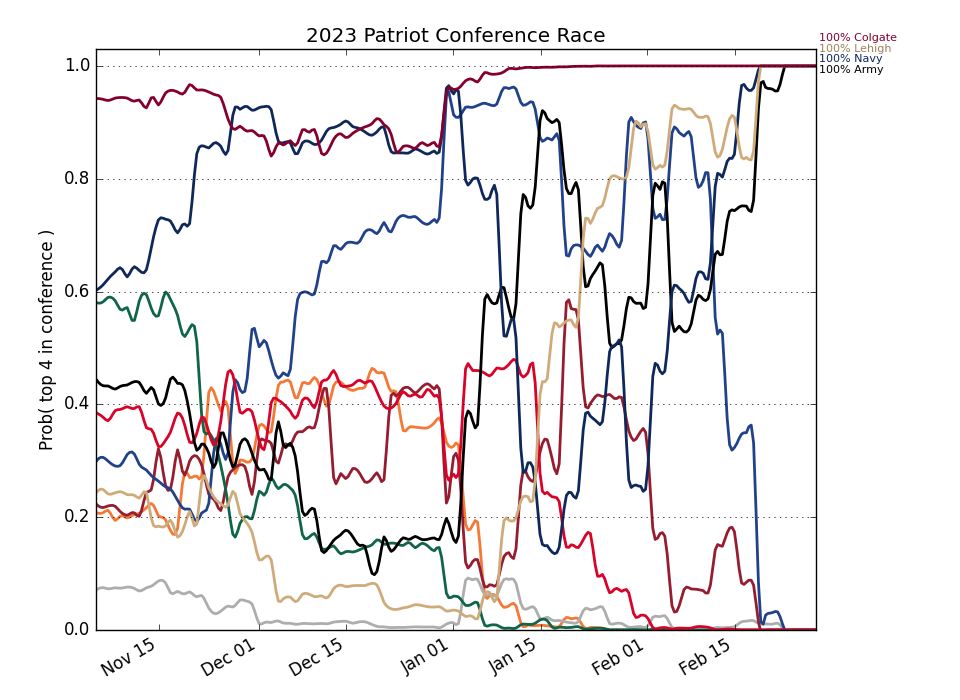 2023 Patriot Conference Race
100% Colgate
100% Lehigh
100% Navy
100% Army
1.0
0.8
0.6
0.4
0.2
0.0
Prob( top 4 in conference )
Nov 15
Dec 01
Dec 15
Jan 01
Jan 15
Feb 01
Feb 15